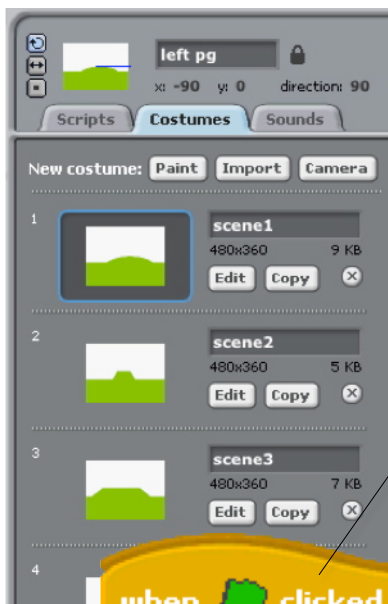 left pg
x: -90 y: 0 direction: 90
Scripts Costumes Sounds
New costume: Paint Import Camera
1
scene1
480x360 9 KB
Edit Copy
2
scene2
480x360 5 KB
Edit Copy
3
scene3
480x360 7 KB
Edit Copy
4
when clicked